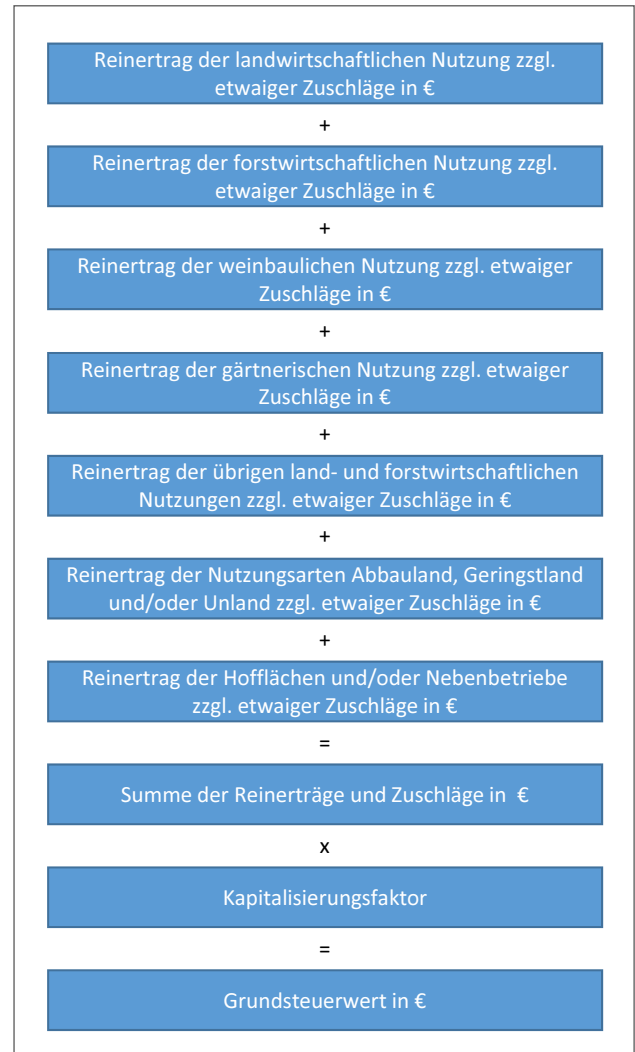 Reinertrag der landwirtschaftlichen Nutzung zzgl.
etwaiger Zuschläge in €
+
Reinertrag der forstwirtschaftlichen Nutzung zzgl.
etwaiger Zuschläge in €
+
Reinertrag der weinbaulichen Nutzung zzgl. etwaiger
Zuschläge in €
+
Reinertrag der gärtnerischen Nutzung zzgl. etwaiger
Zuschläge in €
+
Reinertrag der übrigen land- und forstwirtschaftlichen
Nutzungen zzgl. etwaiger Zuschläge in €
+
Reinertrag der Nutzungsarten Abbauland, Geringstland
und/oder Unland zzgl. etwaiger Zuschläge in €
+
Reinertrag der Hofflächen und/oder Nebenbetriebe
zzgl. etwaiger Zuschläge in €
=
Summe der Reinerträge und Zuschläge in €
x
Kapitalisierungsfaktor
=
Grundsteuerwert in €